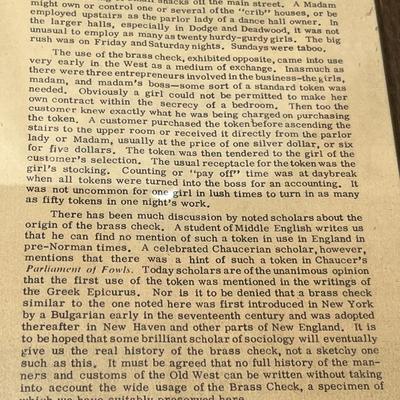 small snacks off the main street. A Madam
might own or control one or several of the "crib" houses, or be
employed upstairs as the parlor lady of a dance hall owner. In
the larger halls, especially in Dodge and Deadwood, it was not
unusual to employ as many as twenty hurdy-gurdy girls. The big
rush was on Friday and Saturday nights. Sundays were taboo.
The use of the brass check, exhibited opposite, came into use
very early in the West as a medium of exchange. Inasmuch as
there were three entrepreneurs involved in the business—the girls,
madam, and madam's boss—some sort of a standard token was
needed. Obviously a girl could not be permitted to make her
own contract within the secrecy of a bedroom. Then too the
customer knew exactly what he was being charged on purchasing
the token. A customer purchased the token before ascending the
stairs to the upper room or received it directly from the parlor
lady or Madam, usually at the price of one silver dollar, or six
for five dollars. The token was then tendered to the girl of the
customer's selection. The usual receptacle for the token was the
girl's stocking. Counting or "pay off" time was at daybreak
when all tokens were turned into the boss for an accounting. It
was not uncommon for one girl in lush times to turn in as many
as fifty tokens in one night's work.
There has been much discussion by noted scholars about the
origin of the brass check. A student of Middle English writes us
that he can find no mention of such a token in use in England in
pre-Norman times. A celebrated Chaucerian scholar, however,
mentions that there was a hint of such a token in Chaucer's
Parliament of Fowls. Today scholars are of the unanimous opinion
that the first use of the token was mentioned in the writings of
the Greek Epicurus. Nor is it to be denied that a brass check
similar to the one noted here was first introduced in New York
by a Bulgarian early in the seventeenth century and was adopted
thereafter in New Haven and other parts of New England. It is
to be hoped that some brilliant scholar of sociology will eventually
give us the real history of the brass check, not a sketchy one
such as this. It must be agreed that no full history of the man-
ners and customs of the Old West can be written without taking
into account the wide usage of the Brass Check, a specimen of
which we have suitably preserved here.